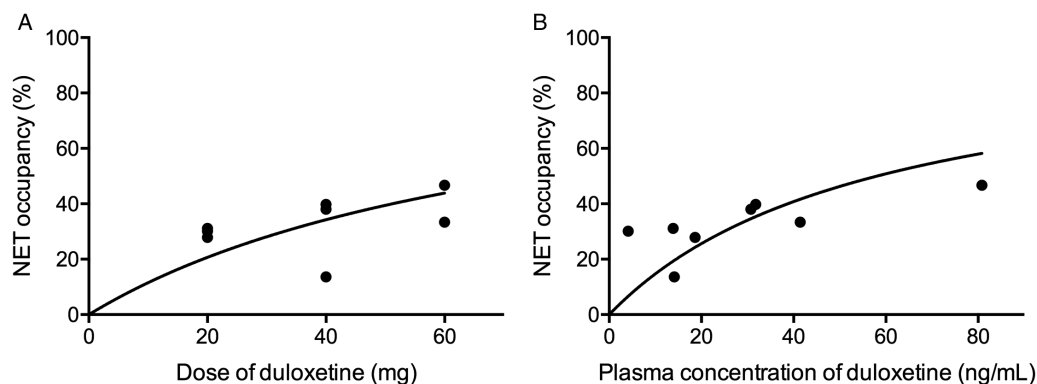 A
100
80
60
40
20
0
NET occupancy (%)
0 20 40 60
Dose of duloxetine (mg)
B
100
80
60
40
20
0
NET occupancy (%)
0 20 40 60 80
Plasma concentration of duloxetine (ng/mL)